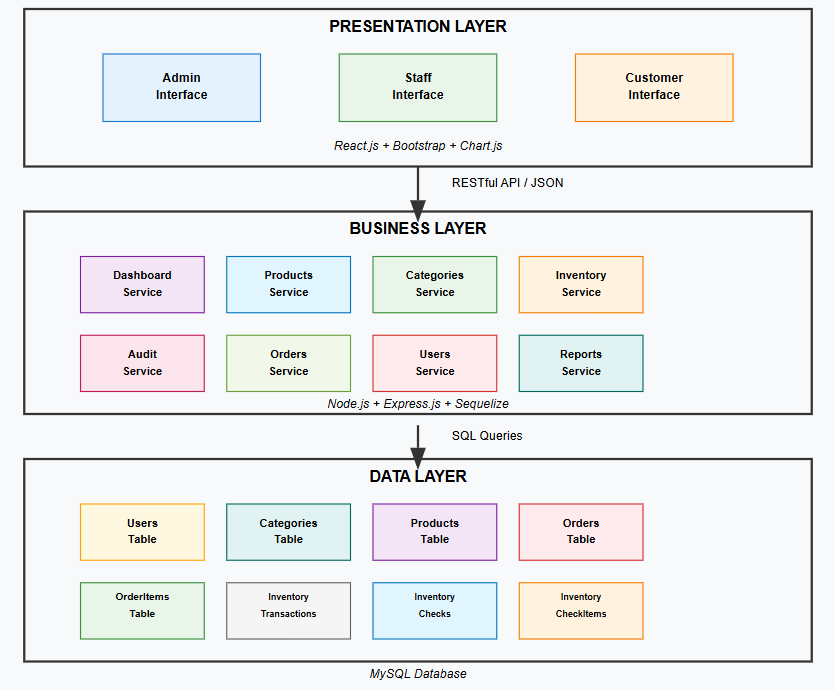 PRESENTATION LAYER
Admin
Interface
Staff
Interface
Customer
Interface
React.js + Bootstrap + Chart.js
RESTful API / JSON
BUSINESS LAYER
Dashboard
Service
Products
Service
Categories
Service
Inventory
Service
Audit
Service
Orders
Service
Users
Service
Reports
Service
Node.js + Express.js + Sequelize
SQL Queries
DATA LAYER
Users
Table
Categories
Table
Products
Table
Orders
Table
OrderItems
Table
Inventory
Transactions
Inventory
Checks
Inventory
CheckItems
MySQL Database